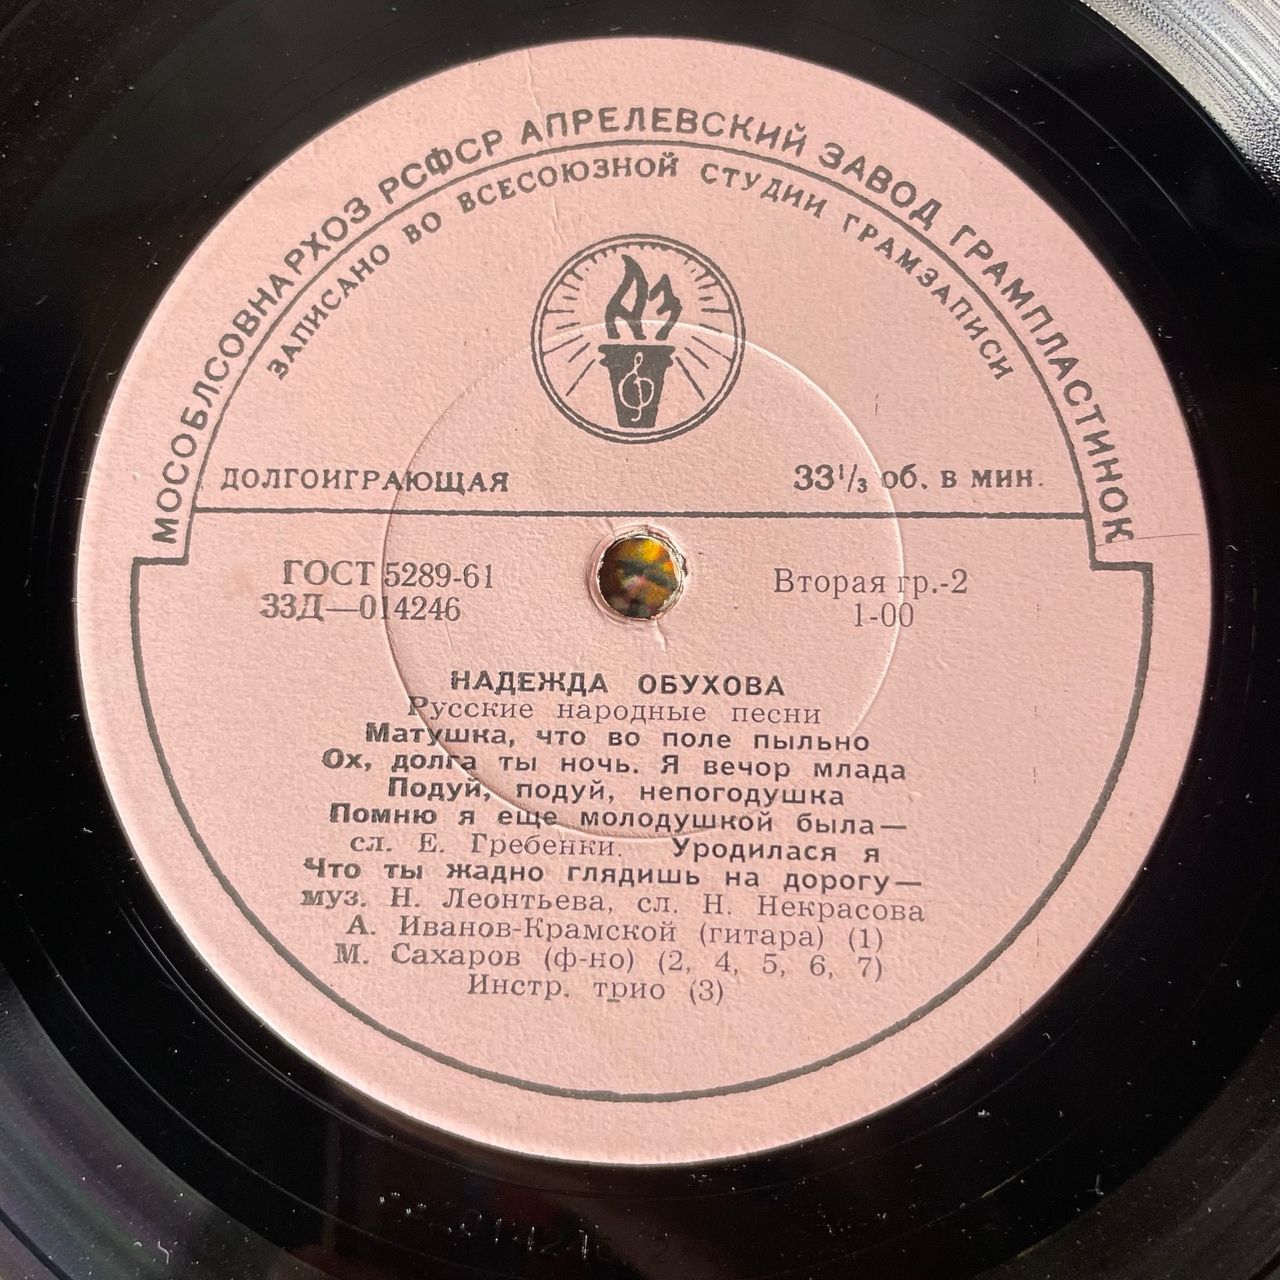 МОСОБЛСОВНАРХОЗ РСФСР АПРЕЛЕВСКИЙ ЗАВОД ГРАМПЛАСТИНОК
ЗАПИСАНО ВО ВСЕСОЮЗНОЙ СТУДИИ ГРАМЗАПИСИ
АЗ
ДОЛГОИГРАЮЩАЯ 33⅓ об. в мин.
ГОСТ 5289-61 Вторая гр.-2
33Д—014246 1-00
НАДЕЖДА ОБУХОВА
Русские народные песни
Матушка, что во поле пыльно
Ох, долга ты ночь. Я вечор млада
Подуй, подуй, непогодушка
Помню я еще молодушкой была—
сл. Е. Гребенки. Уродилася я
Что ты жадно глядишь на дорогу—
муз. Н. Леонтьева, сл. Н. Некрасова
А. Иванов-Крамской (гитара) (1)
М. Сахаров (ф-но) (2, 4, 5, 6, 7)
Инстр. трио (3)